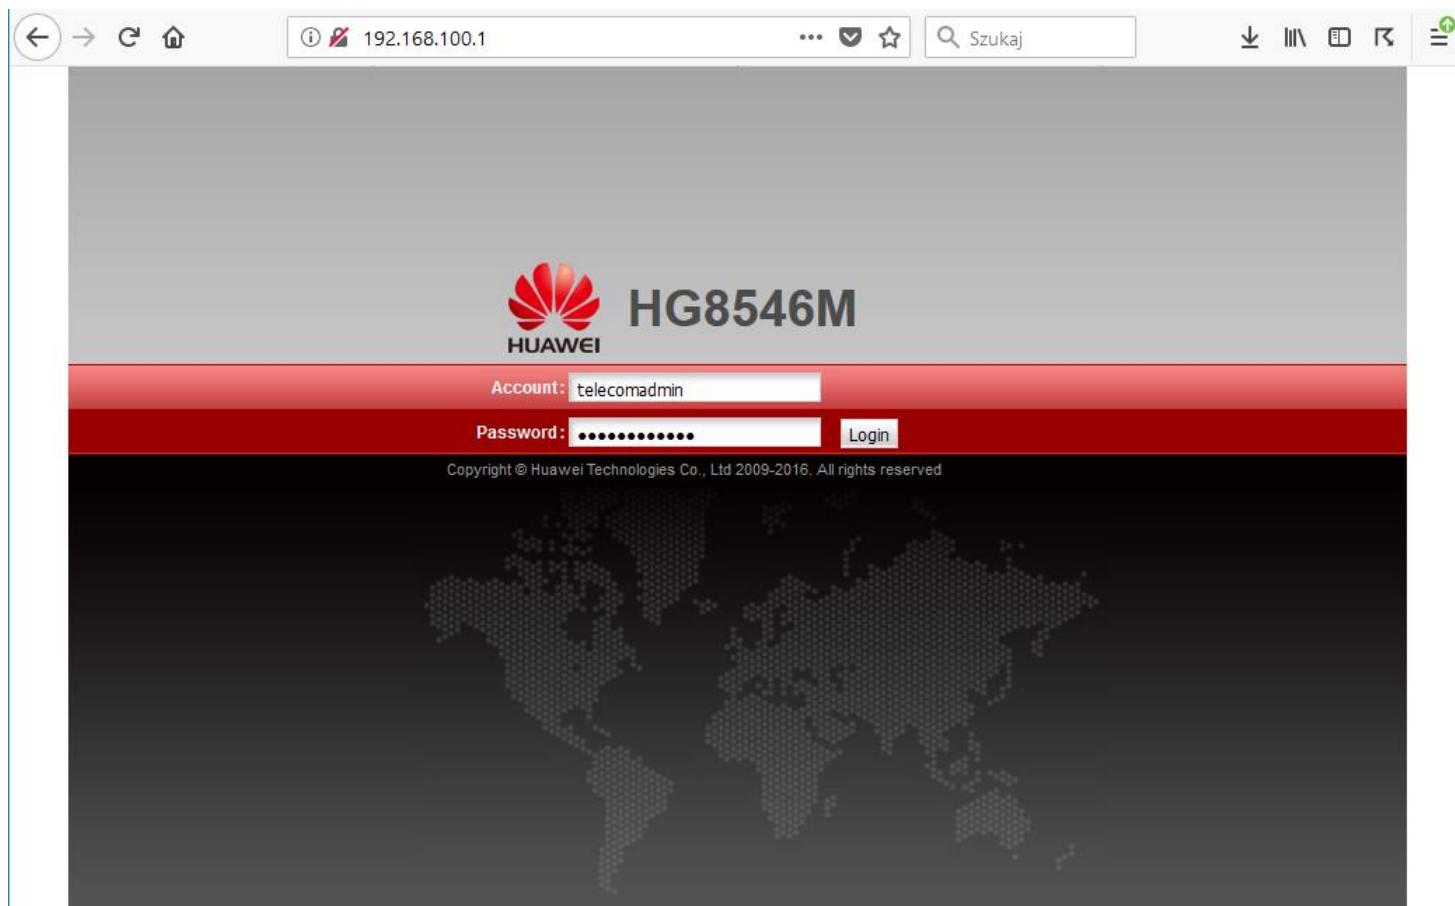 192.168.100.1
Szukaj
HUAWEI
HG8546M
Account:
telecomadmin
Password:
••••••••••••
Login
Copyright © Huawei Technologies Co., Ltd 2009-2016. All rights reserved